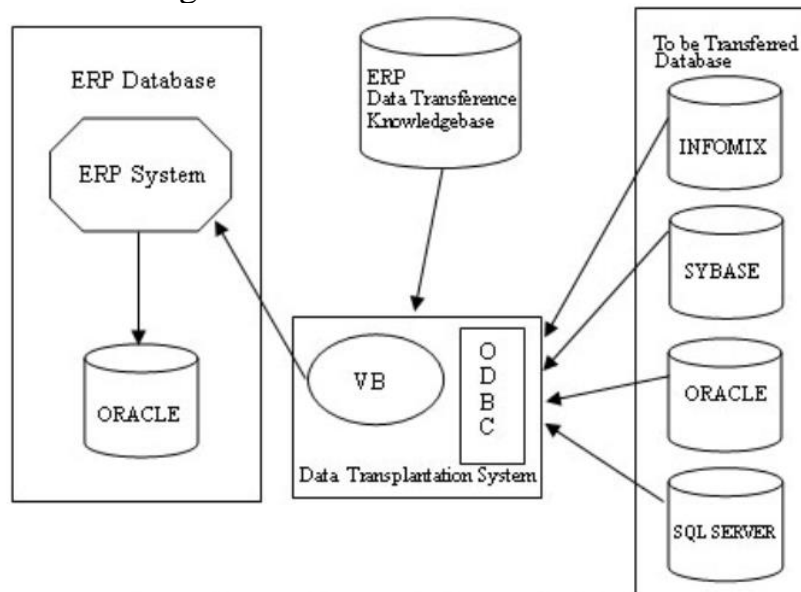 ERP Database
ERP System
ORACLE
ERP
Data Transference
Knowledgebase
VB
O
D
B
C
Data Transplantation System
To be Transferred
Database
INFOMIX
SYBASE
ORACLE
SQL SERVER